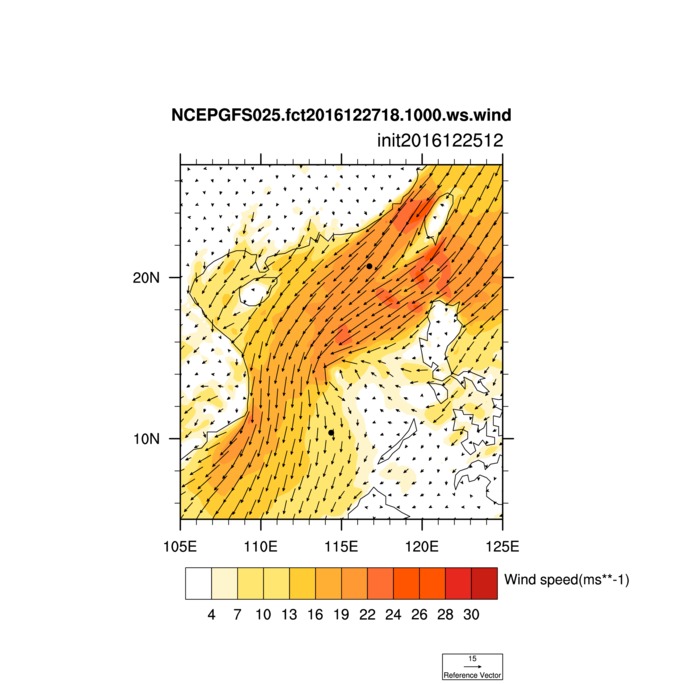 NCEPGFS025.fct2016122718.1000.ws.wind
init2016122512
20N
10N
105E 110E 115E 120E 125E
Wind speed(ms**-1)
4 7 10 13 16 19 22 24 26 28 30
15
Reference Vector